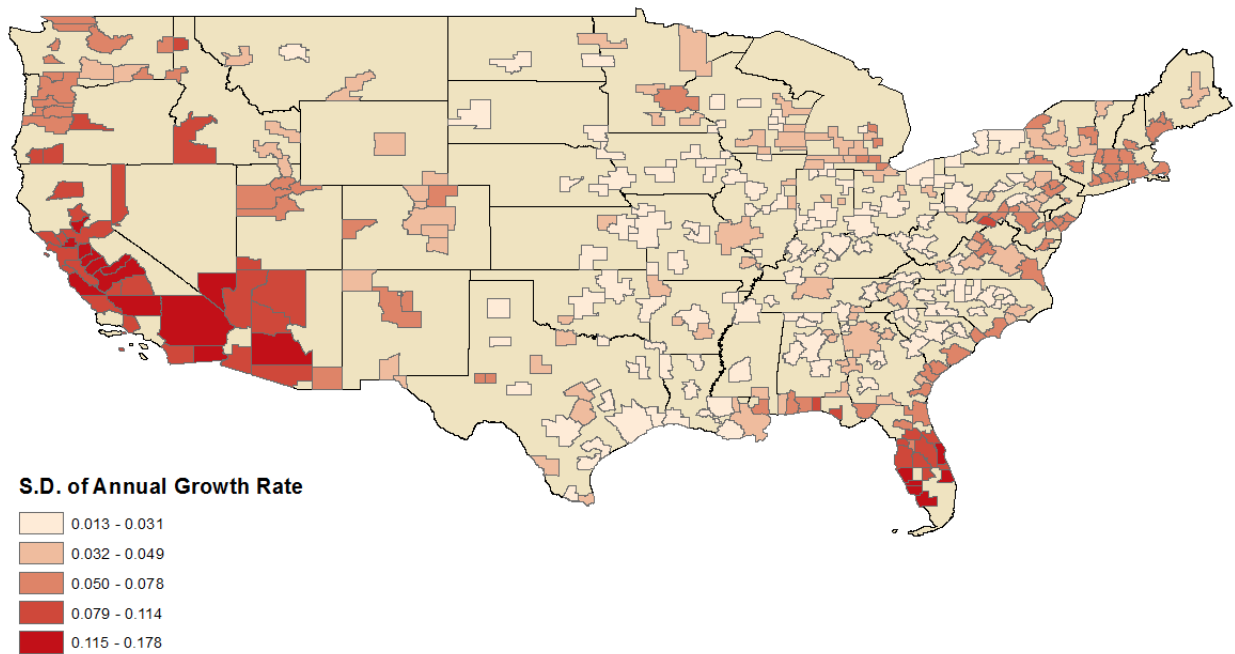 S.D. of Annual Growth Rate
0.013 - 0.031
0.032 - 0.049
0.050 - 0.078
0.079 - 0.114
0.115 - 0.178